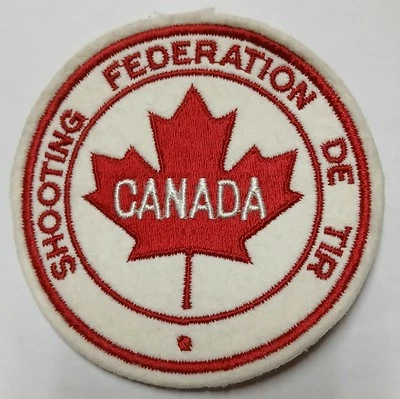 SHOOTING FEDERATION DE TIR
CANADA